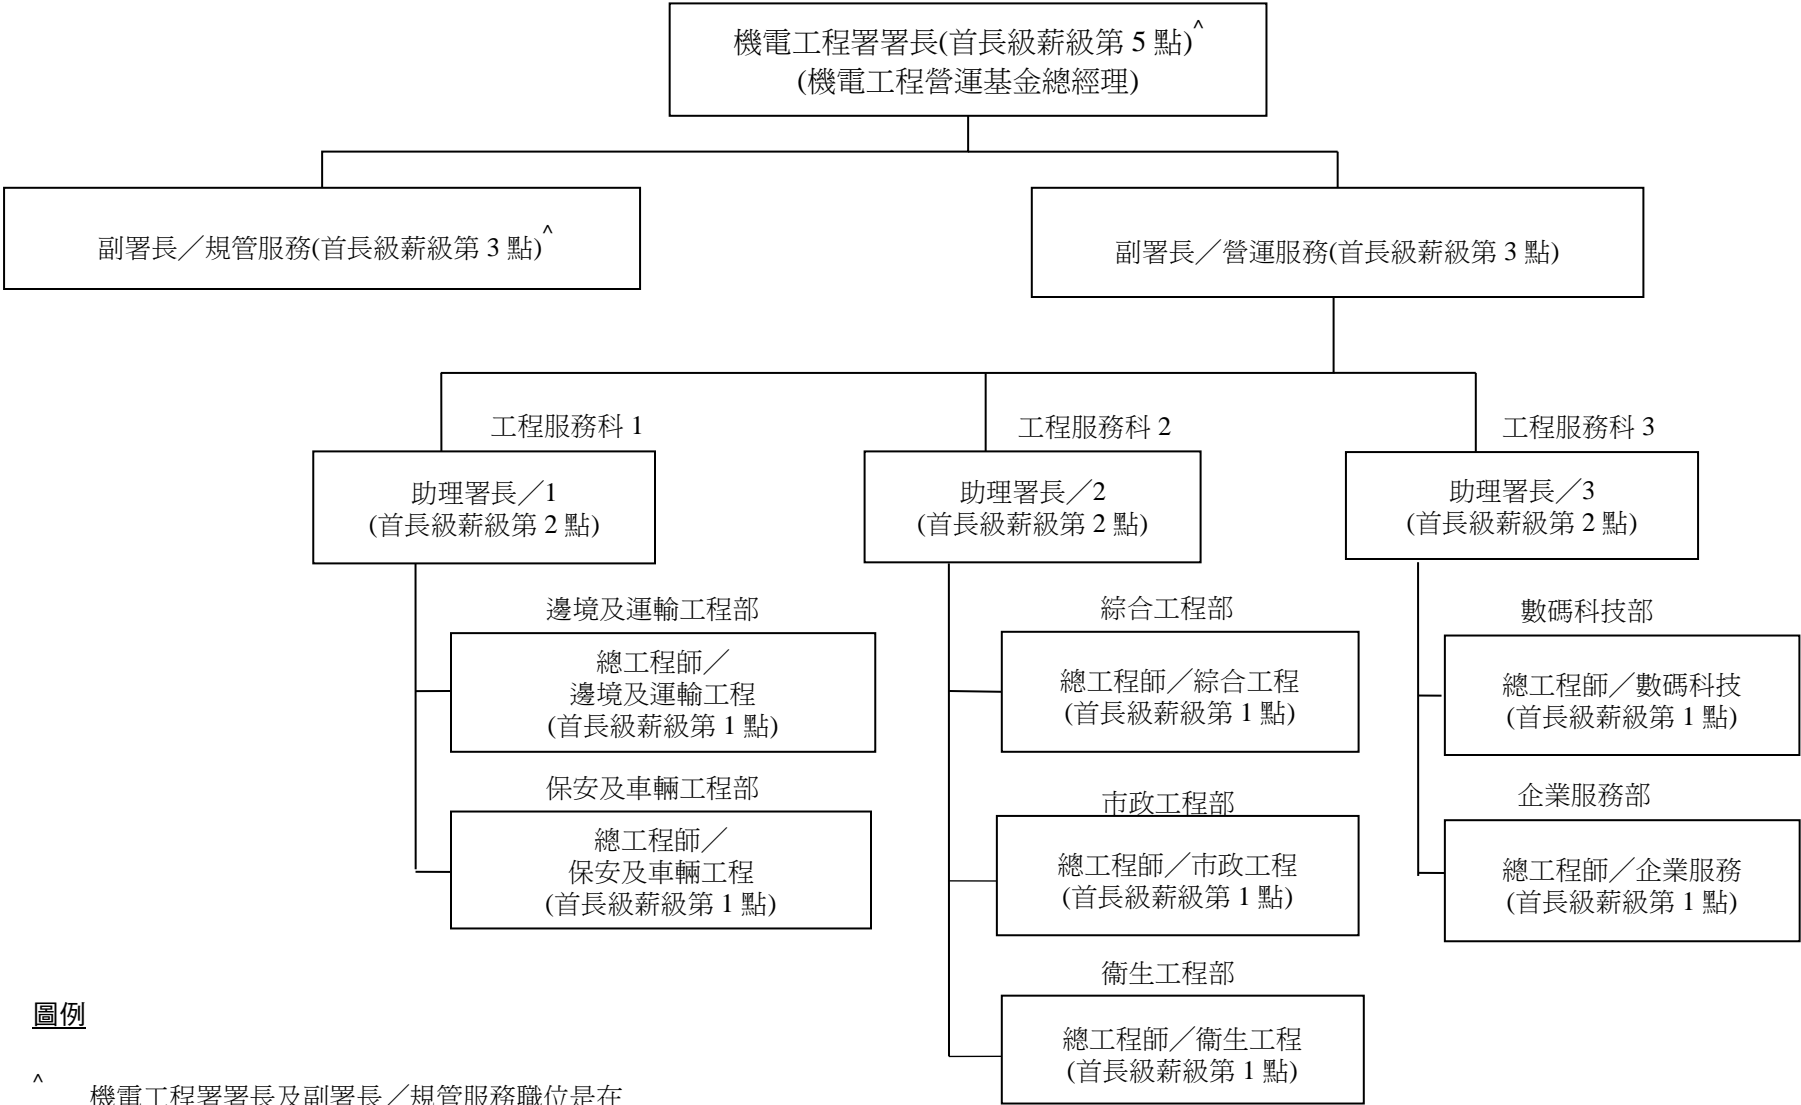 機電工程署署長(首長級薪級第 5 點)^
(機電工程營運基金總經理)
副署長／規管服務(首長級薪級第 3 點)^
副署長／營運服務(首長級薪級第 3 點)
工程服務科 1
工程服務科 2
工程服務科 3
助理署長／1
(首長級薪級第 2 點)
助理署長／2
(首長級薪級第 2 點)
助理署長／3
(首長級薪級第 2 點)
邊境及運輸工程部
總工程師／
邊境及運輸工程
(首長級薪級第 1 點)
保安及車輛工程部
總工程師／
保安及車輛工程
(首長級薪級第 1 點)
綜合工程部
總工程師／綜合工程
(首長級薪級第 1 點)
市政工程部
總工程師／市政工程
(首長級薪級第 1 點)
衞生工程部
總工程師／衞生工程
(首長級薪級第 1 點)
數碼科技部
總工程師／數碼科技
(首長級薪級第 1 點)
企業服務部
總工程師／企業服務
(首長級薪級第 1 點)
圖例
^ 機電工程署署長及副署長／規管服務職位是在